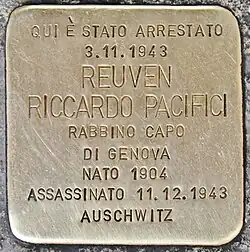 QUI È STATO ARRESTATO
3.11.1943
REUVEN
RICCARDO PACIFICI
RABBINO CAPO
DI GENOVA
NATO 1904
ASSASSINATO 11.12.1943
AUSCHWITZ